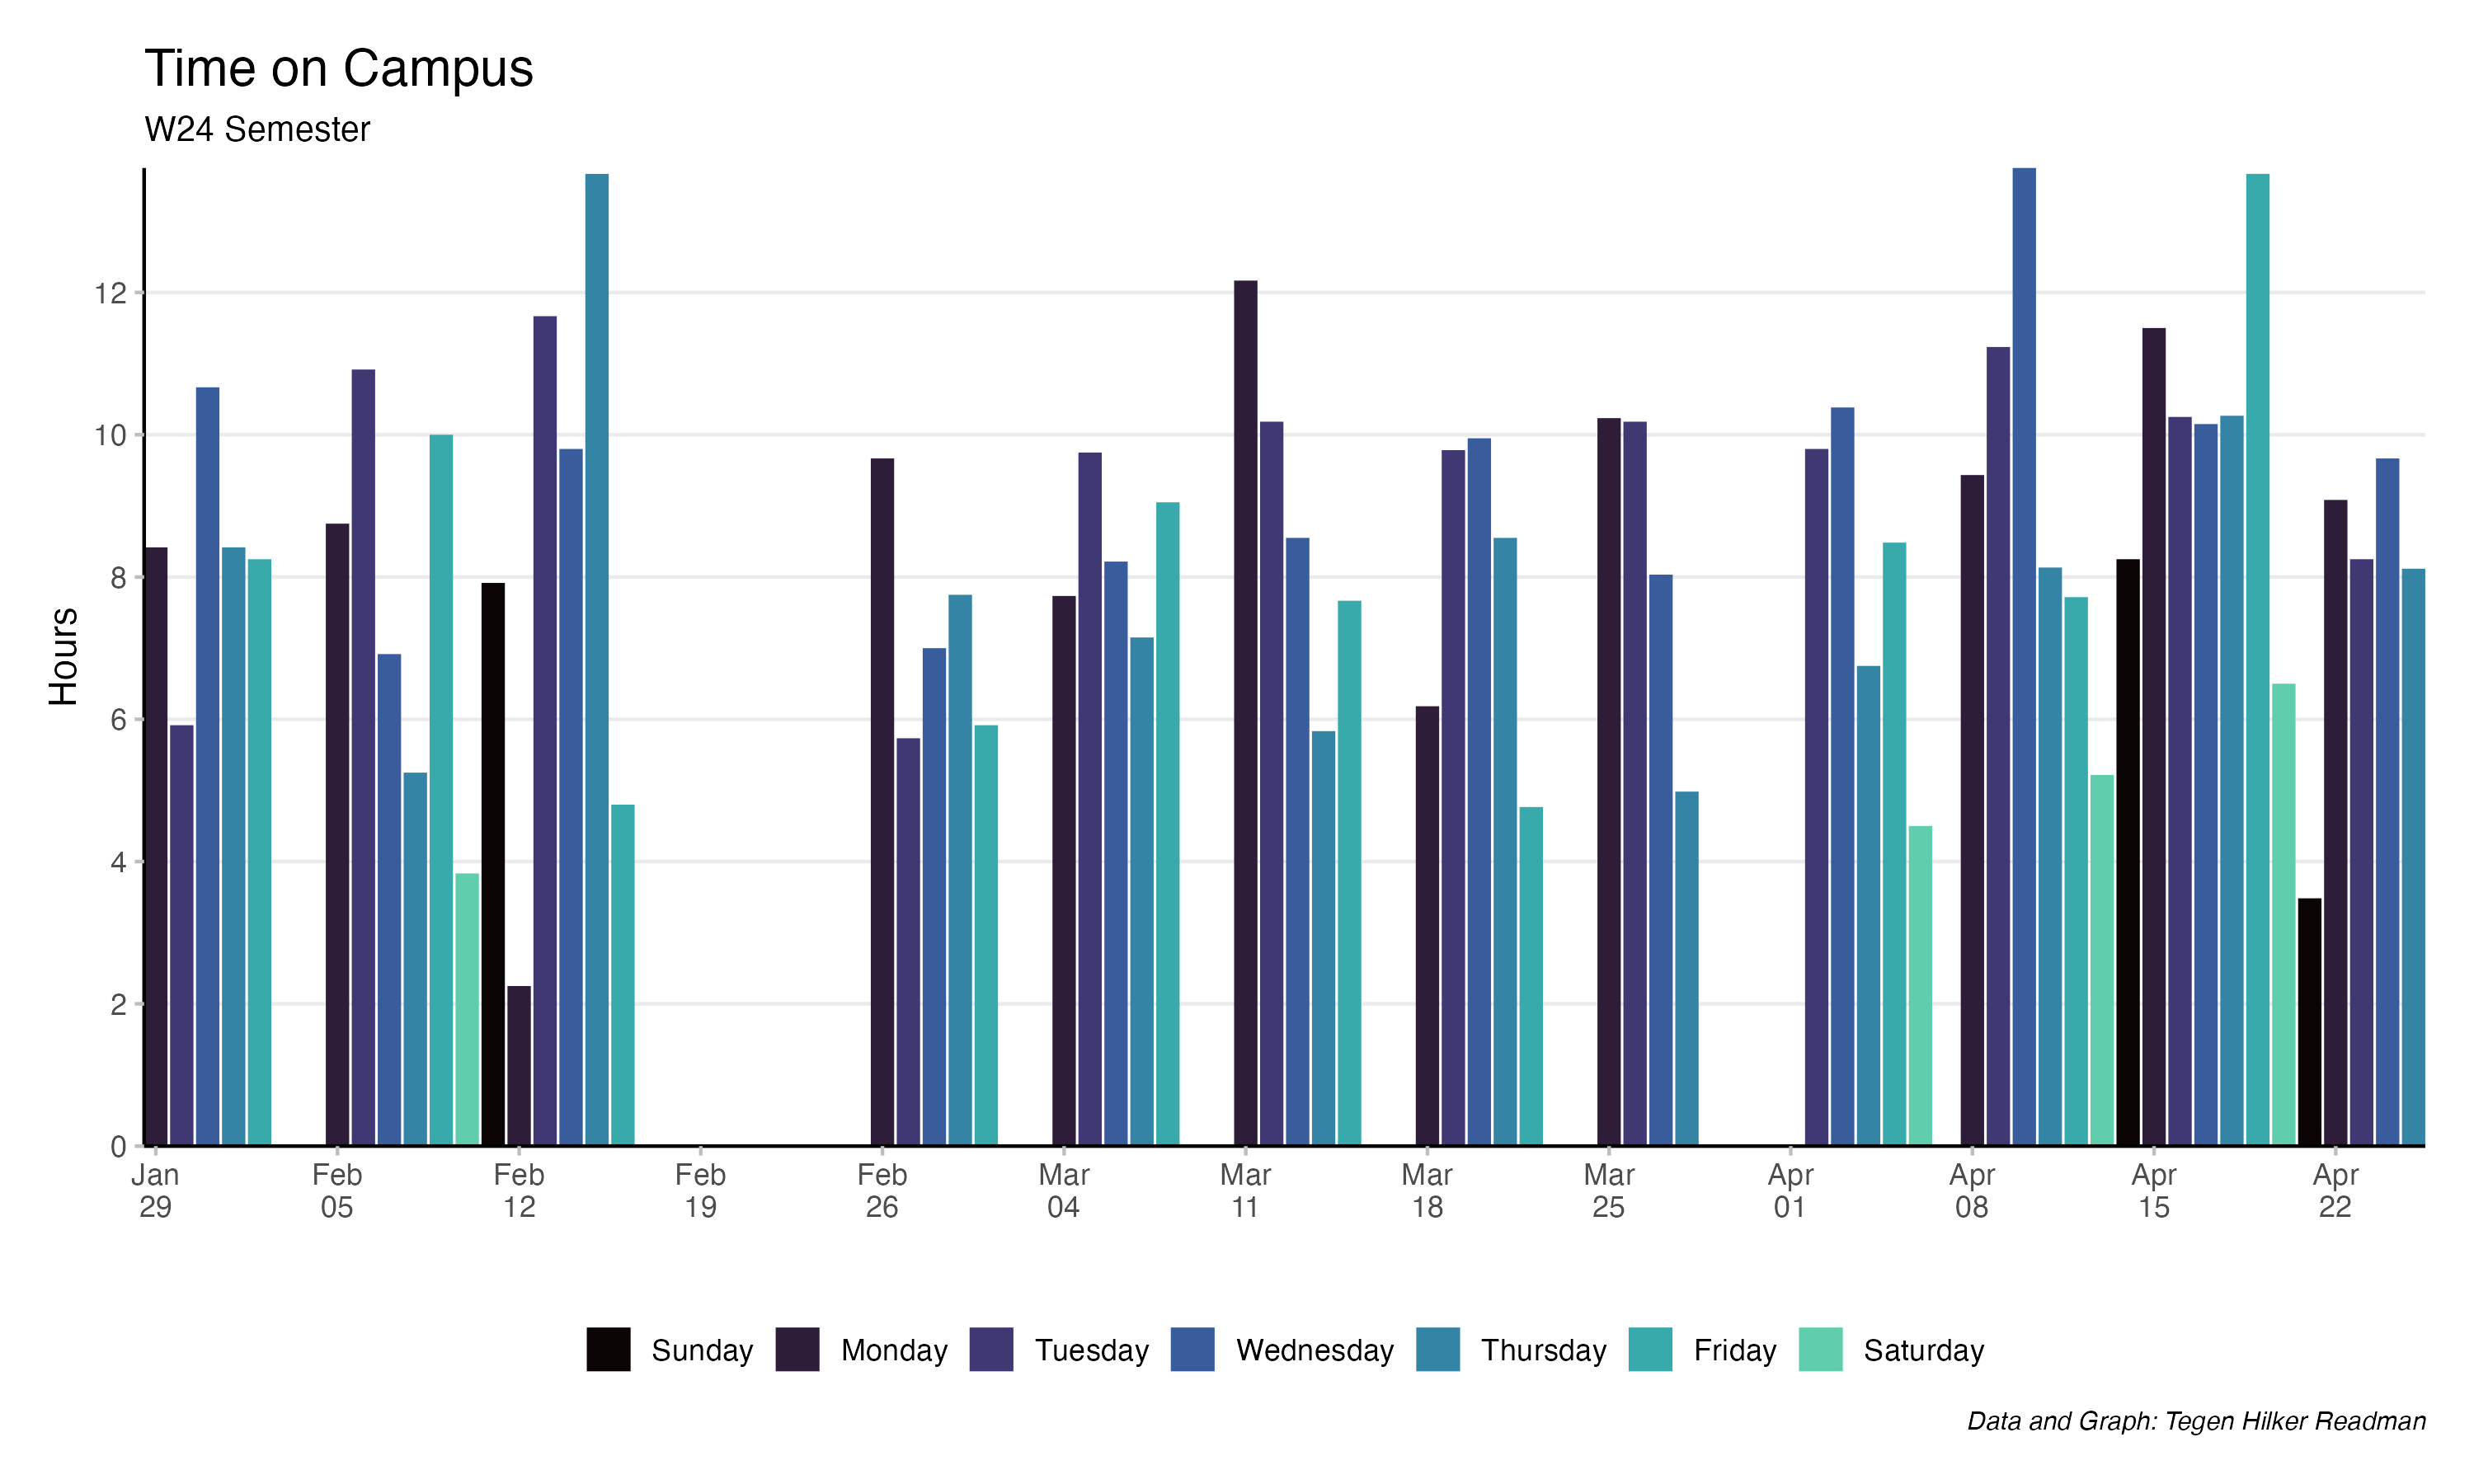 Time on Campus
W24 Semester
Hours
12
10
8
6
4
2
0
Jan Feb Feb Feb Feb Mar Mar Mar Mar Apr Apr Apr Apr
29 05 12 19 26 04 11 18 25 01 08 15 22
Sunday Monday Tuesday Wednesday Thursday Friday Saturday
Data and Graph: Tegen Hilker Readman